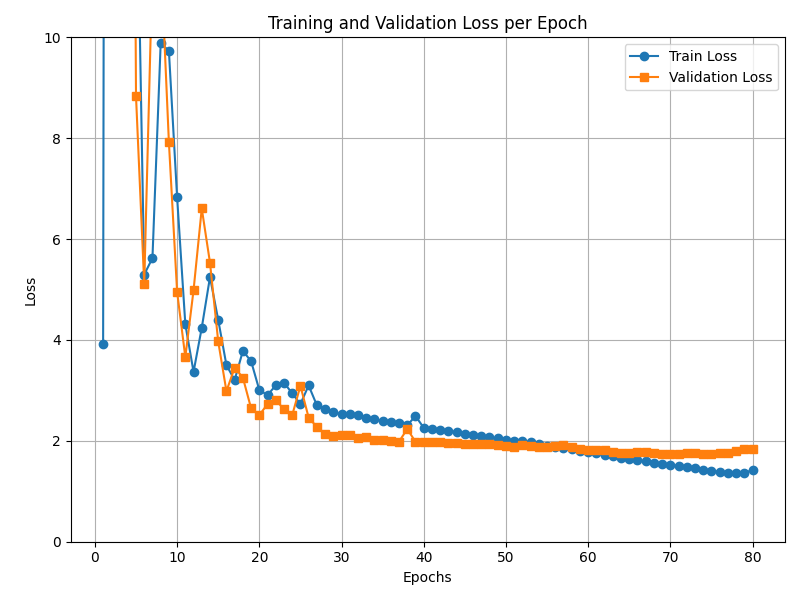 Training and Validation Loss per Epoch
Train Loss
Validation Loss
10
8
6
4
2
0
Loss
0 10 20 30 40 50 60 70 80
Epochs